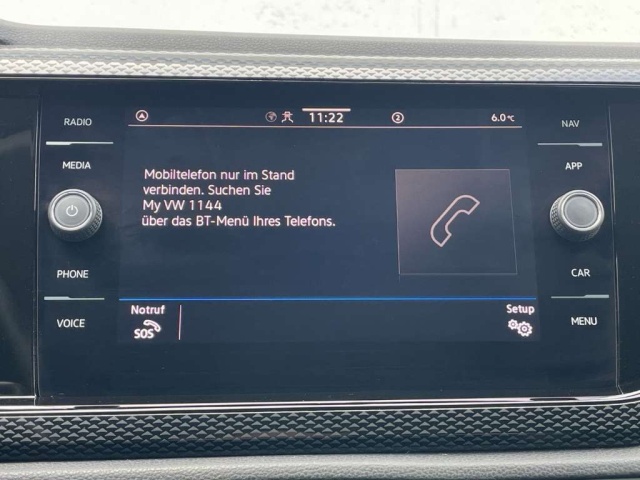 RADIO
MEDIA
PHONE
VOICE
11:22
2
6.0 °C
Mobiltelefon nur im Stand
verbinden. Suchen Sie
My VW 1144
über das BT-Menü Ihres Telefons.
Notruf
SOS
Setup
NAV
APP
CAR
MENU